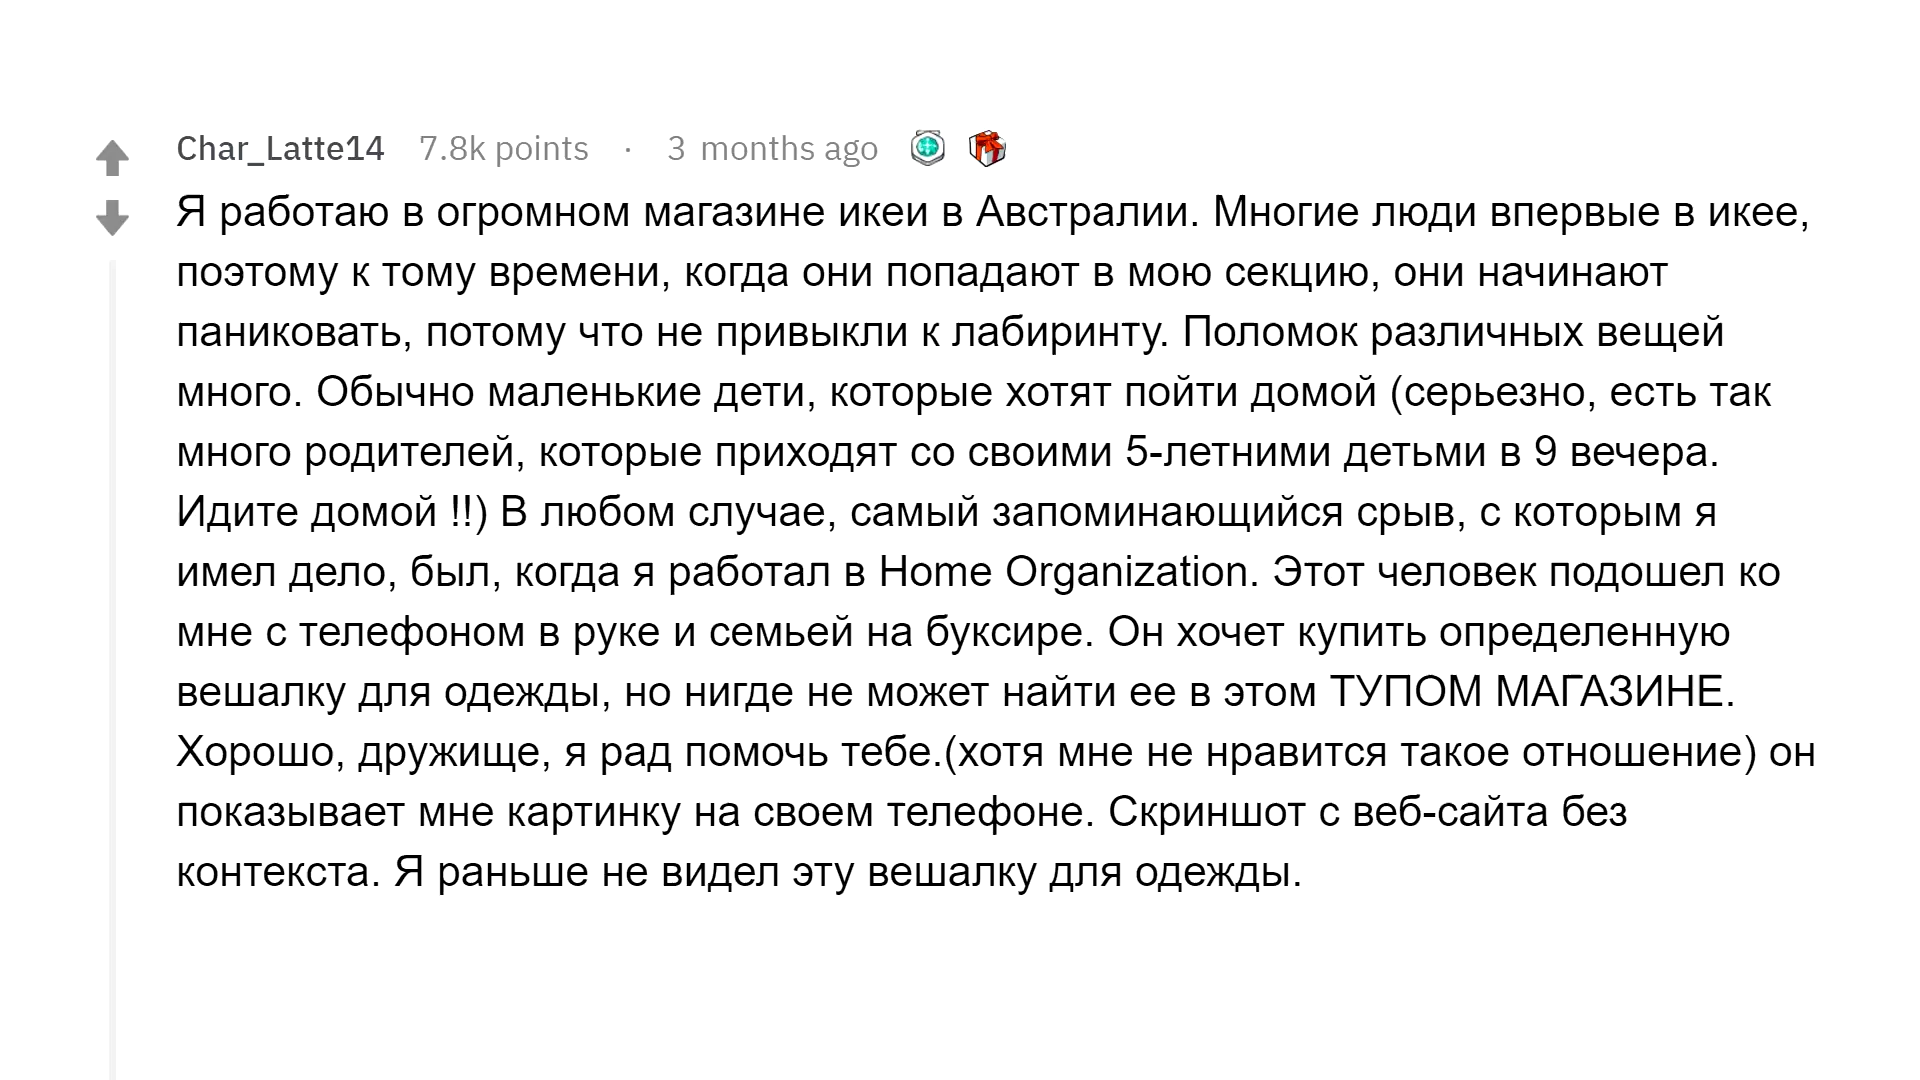 Char_Latte14 7.8k points · 3 months ago
Я работаю в огромном магазине икеи в Австралии. Многие люди впервые в икее,
поэтому к тому времени, когда они попадают в мою секцию, они начинают
паниковать, потому что не привыкли к лабиринту. Поломок различных вещей
много. Обычно маленькие дети, которые хотят пойти домой (серьезно, есть так
много родителей, которые приходят со своими 5-летними детьми в 9 вечера.
Идите домой !!) В любом случае, самый запоминающийся срыв, с которым я
имел дело, был, когда я работал в Home Organization. Этот человек подошел ко
мне с телефоном в руке и семьей на буксире. Он хочет купить определенную
вешалку для одежды, но нигде не может найти ее в этом ТУПОМ МАГАЗИНЕ.
Хорошо, дружище, я рад помочь тебе.(хотя мне не нравится такое отношение) он
показывает мне картинку на своем телефоне. Скриншот с веб-сайта без
контекста. Я раньше не видел эту вешалку для одежды.